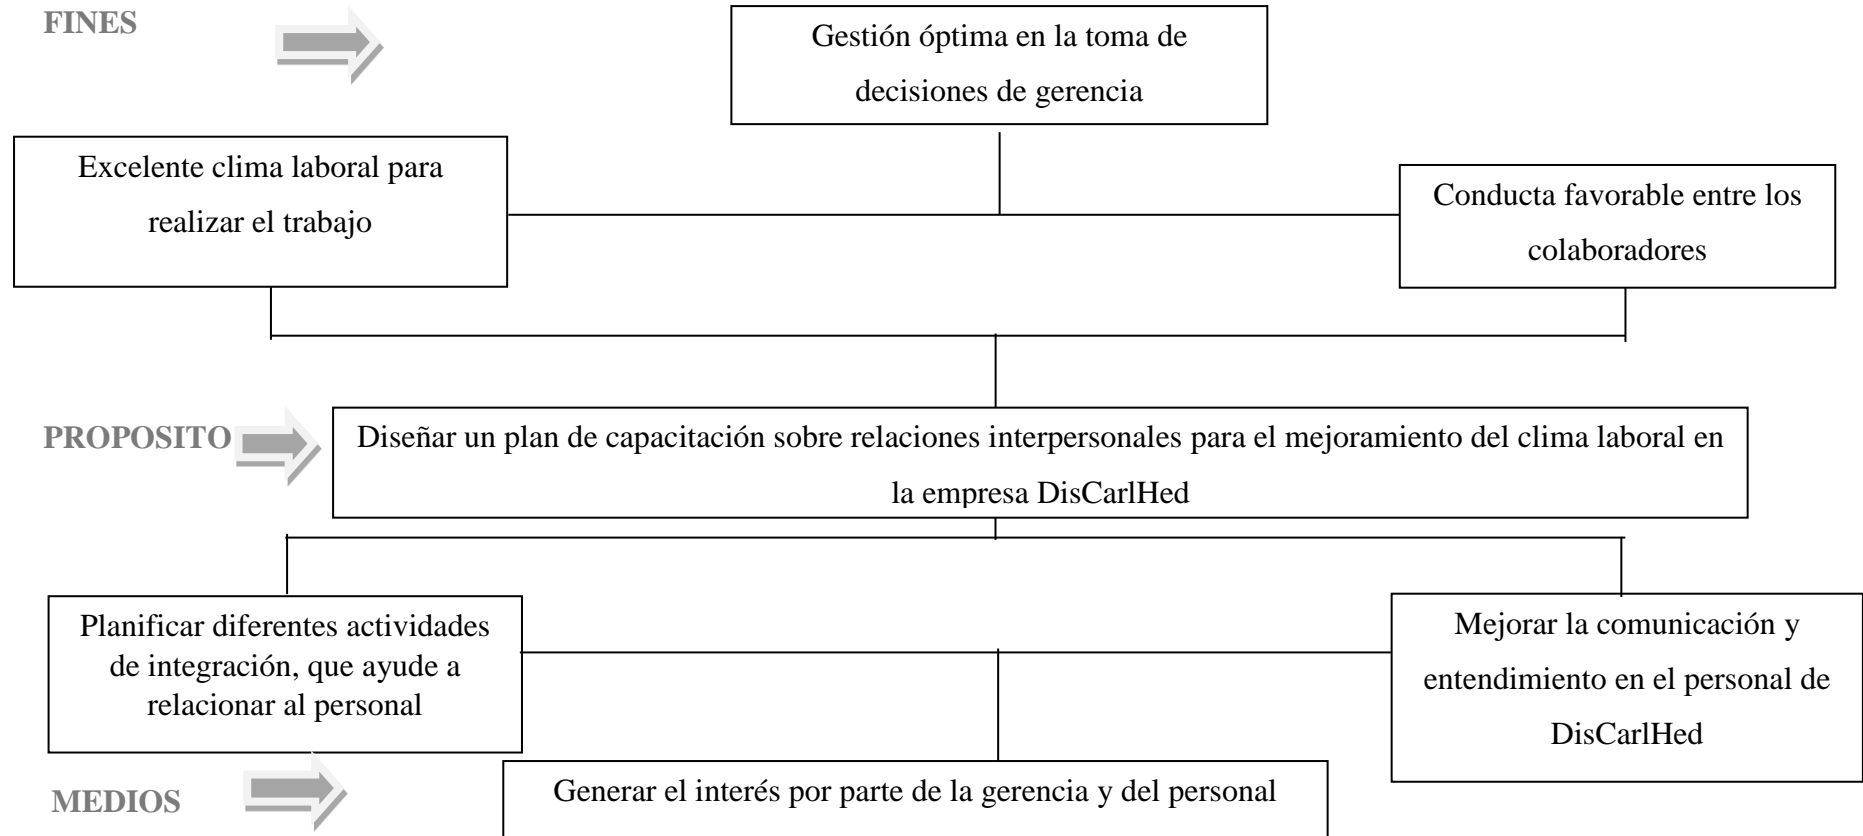 FINES
Gestión óptima en la toma de
decisiones de gerencia
Excelente clima laboral para
realizar el trabajo
Conducta favorable entre los
colaboradores
PROPOSITO
Diseñar un plan de capacitación sobre relaciones interpersonales para el mejoramiento del clima laboral en
la empresa DisCarlHed
Planificar diferentes actividades
de integración, que ayude a
relacionar al personal
Mejorar la comunicación y
entendimiento en el personal de
DisCarlHed
MEDIOS
Generar el interés por parte de la gerencia y del personal